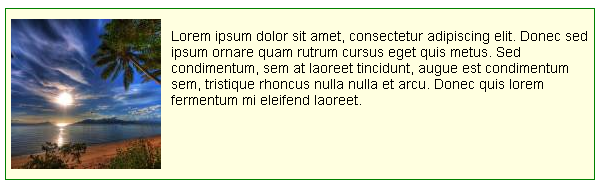 Lorem ipsum dolor sit amet, consectetur adipiscing elit. Donec sed
ipsum ornare quam rutrum cursus eget quis metus. Sed
condimentum, sem at laoreet tincidunt, augue est condimentum
sem, tristique rhoncus nulla nulla et arcu. Donec quis lorem
fermentum mi eleifend laoreet.